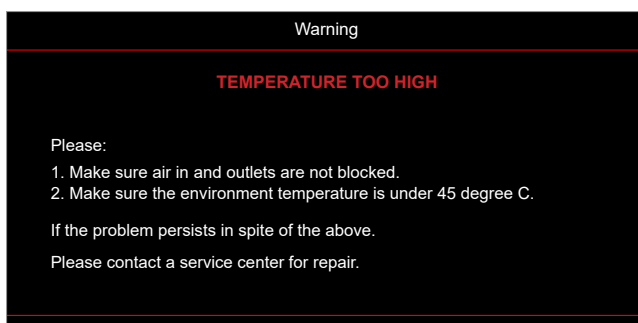 Warning
TEMPERATURE TOO HIGH
Please:
1. Make sure air in and outlets are not blocked.
2. Make sure the environment temperature is under 45 degree C.
If the problem persists in spite of the above.
Please contact a service center for repair.